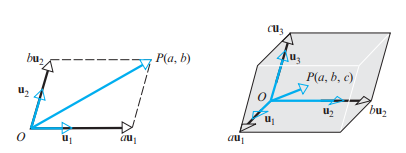 bu₂
P(a, b)
u₂
O
u₁
au₁
cu₃
u₃
P(a, b, c)
O
u₁
u₂
bu₂
au₁